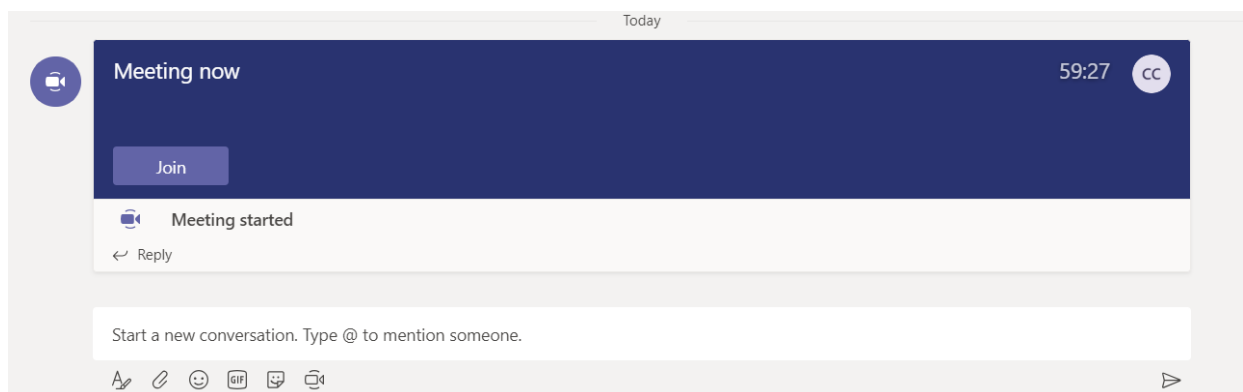 Today
Meeting now 59:27 CC
Join
Meeting started
Reply
Start a new conversation. Type @ to mention someone.
GIF